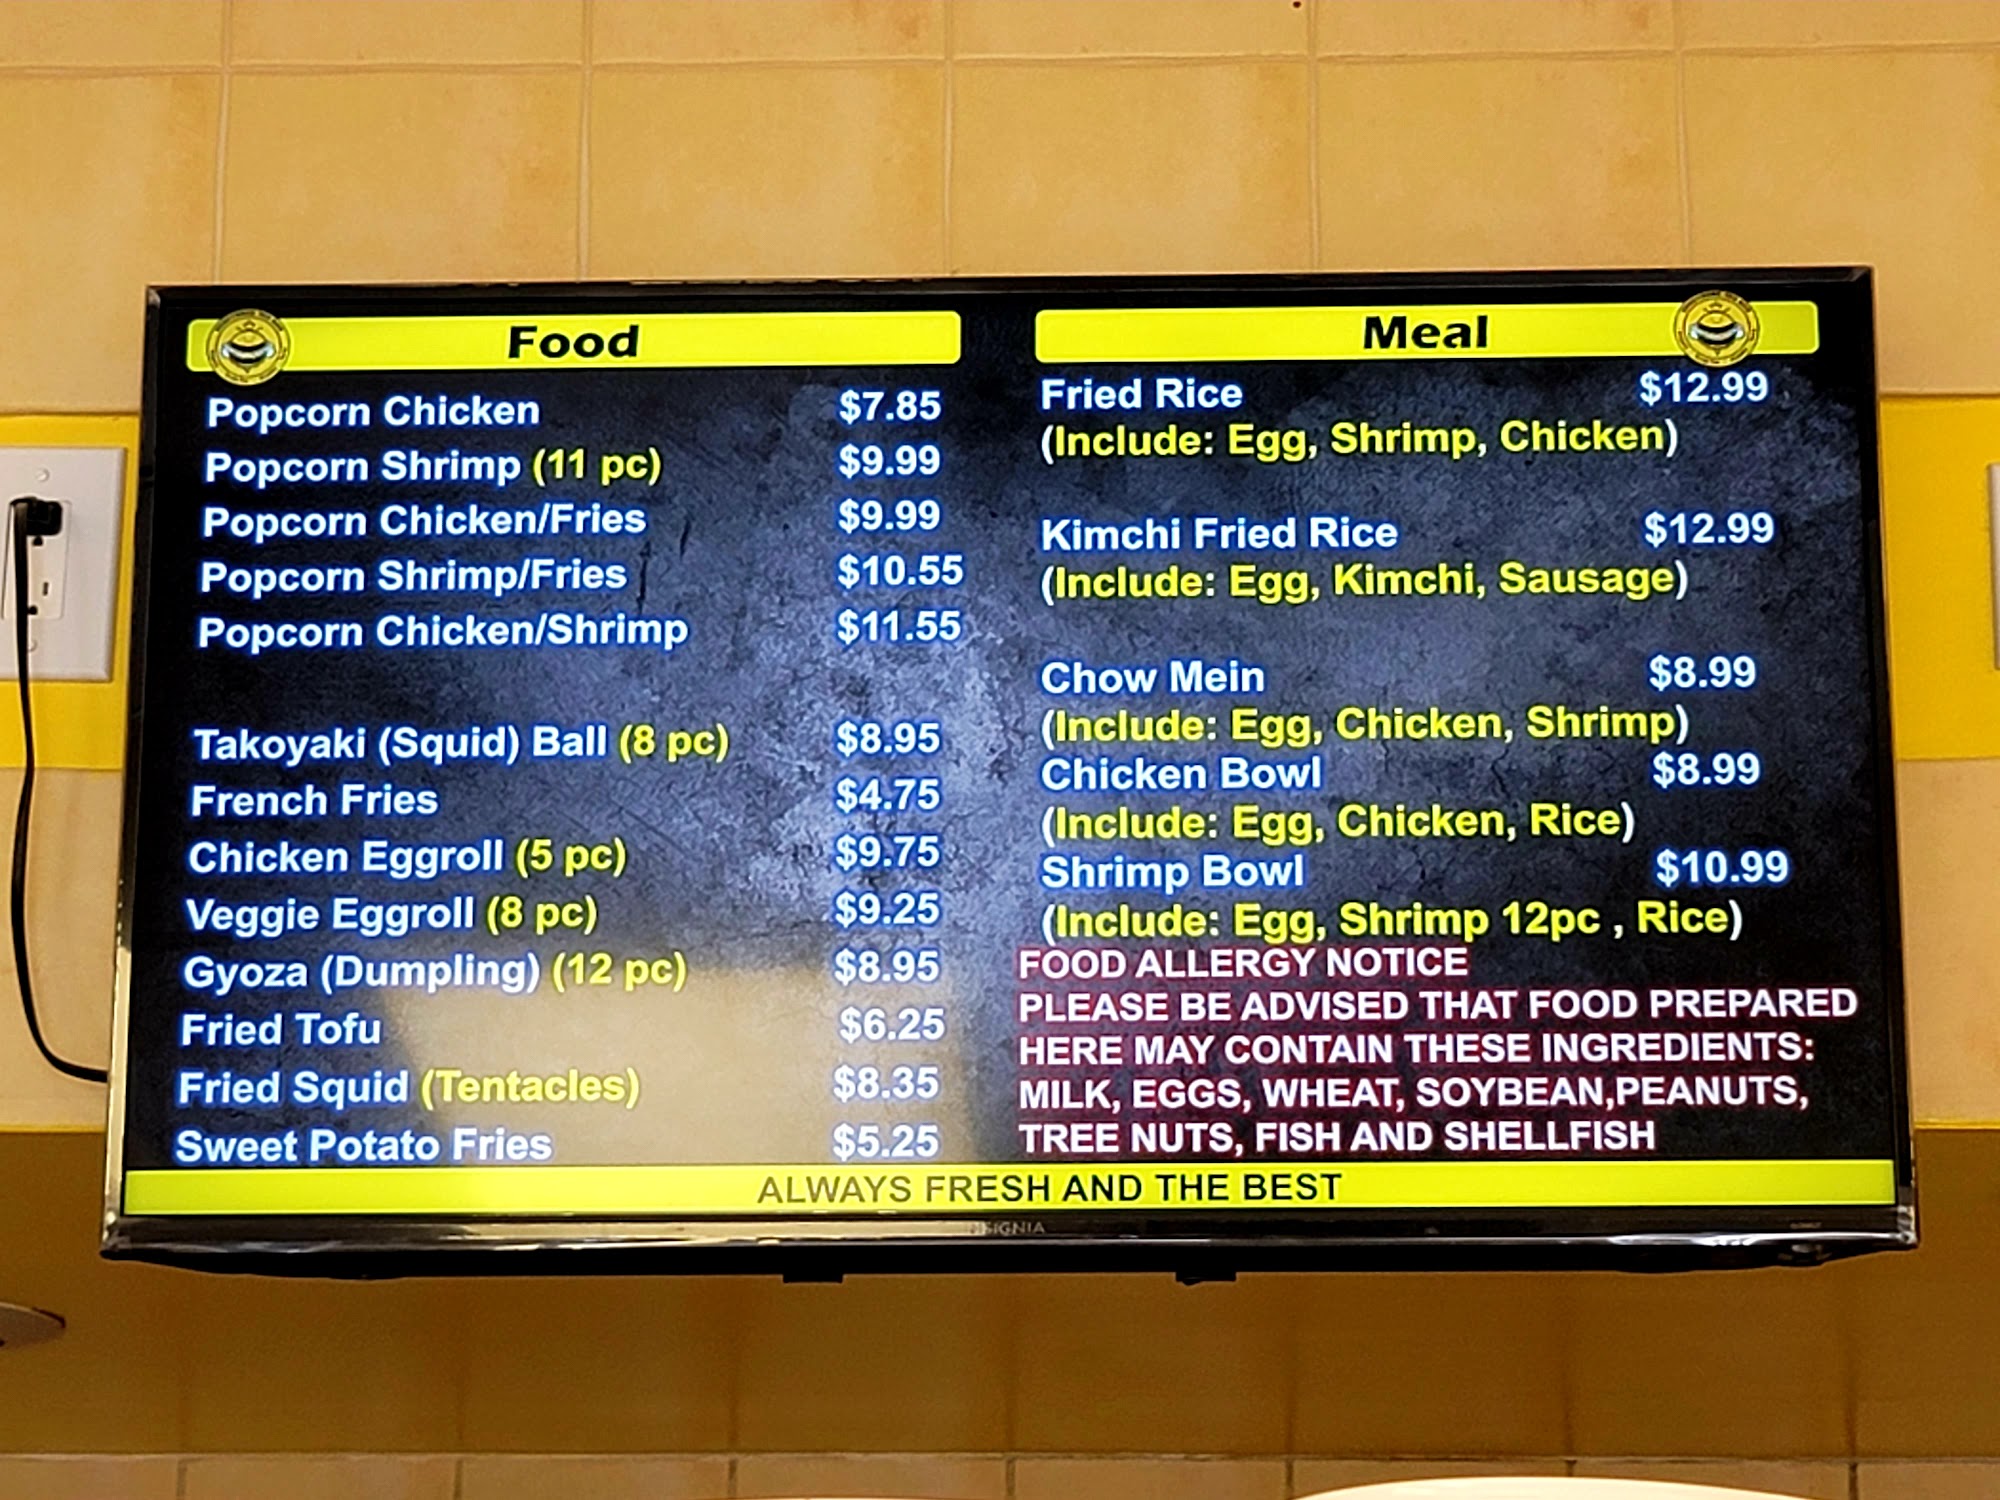 Food
Popcorn Chicken $7.85
Popcorn Shrimp (11 pc) $9.99
Popcorn Chicken/Fries $9.99
Popcorn Shrimp/Fries $10.55
Popcorn Chicken/Shrimp $11.55
Takoyaki (Squid) Ball (8 pc) $8.95
French Fries $4.75
Chicken Eggroll (5 pc) $9.75
Veggie Eggroll (8 pc) $9.25
Gyoza (Dumpling) (12 pc) $8.95
Fried Tofu $6.25
Fried Squid (Tentacles) $8.35
Sweet Potato Fries $5.25
Meal
Fried Rice $12.99
(Include: Egg, Shrimp, Chicken)
Kimchi Fried Rice $12.99
(Include: Egg, Kimchi, Sausage)
Chow Mein $8.99
(Include: Egg, Chicken, Shrimp)
Chicken Bowl $8.99
(Include: Egg, Chicken, Rice)
Shrimp Bowl $10.99
(Include: Egg, Shrimp 12pc , Rice)
FOOD ALLERGY NOTICE
PLEASE BE ADVISED THAT FOOD PREPARED
HERE MAY CONTAIN THESE INGREDIENTS:
MILK, EGGS, WHEAT, SOYBEAN,PEANUTS,
TREE NUTS, FISH AND SHELLFISH
ALWAYS FRESH AND THE BEST
INSIGNIA